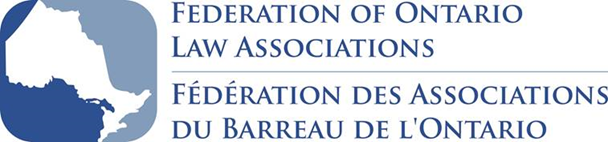 Federation of Ontario
Law Associations
Fédération des Associations
du Barreau de l'Ontario